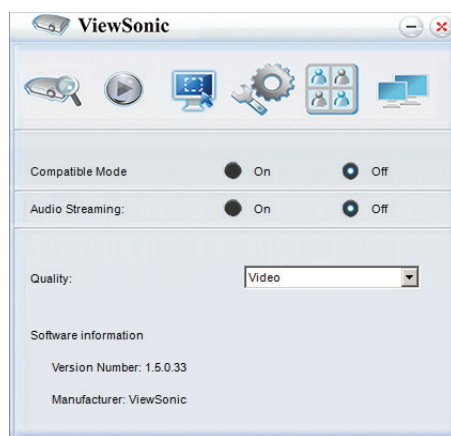 ViewSonic
Compatible Mode On Off
Audio Streaming: On Off
Quality: Video
Software information
Version Number: 1.5.0.33
Manufacturer: ViewSonic